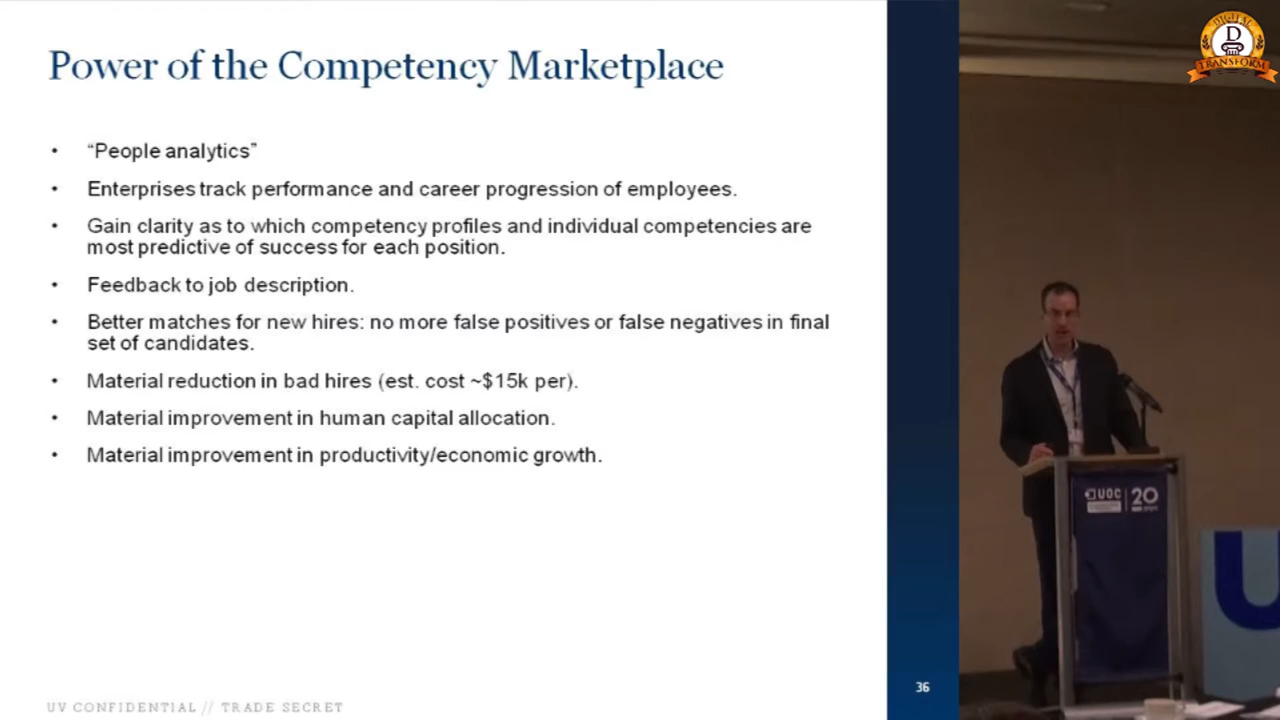 Power of the Competency Marketplace
• “People analytics”
• Enterprises track performance and career progression of employees.
• Gain clarity as to which competency profiles and individual competencies are
most predictive of success for each position.
• Feedback to job description.
• Better matches for new hires: no more false positives or false negatives in final
set of candidates.
• Material reduction in bad hires (est. cost ~$15k per).
• Material improvement in human capital allocation.
• Material improvement in productivity/economic growth.
UV CONFIDENTIAL // TRADE SECRET
36
DIGITAL
D
TRANSFORM
UOC
20
U